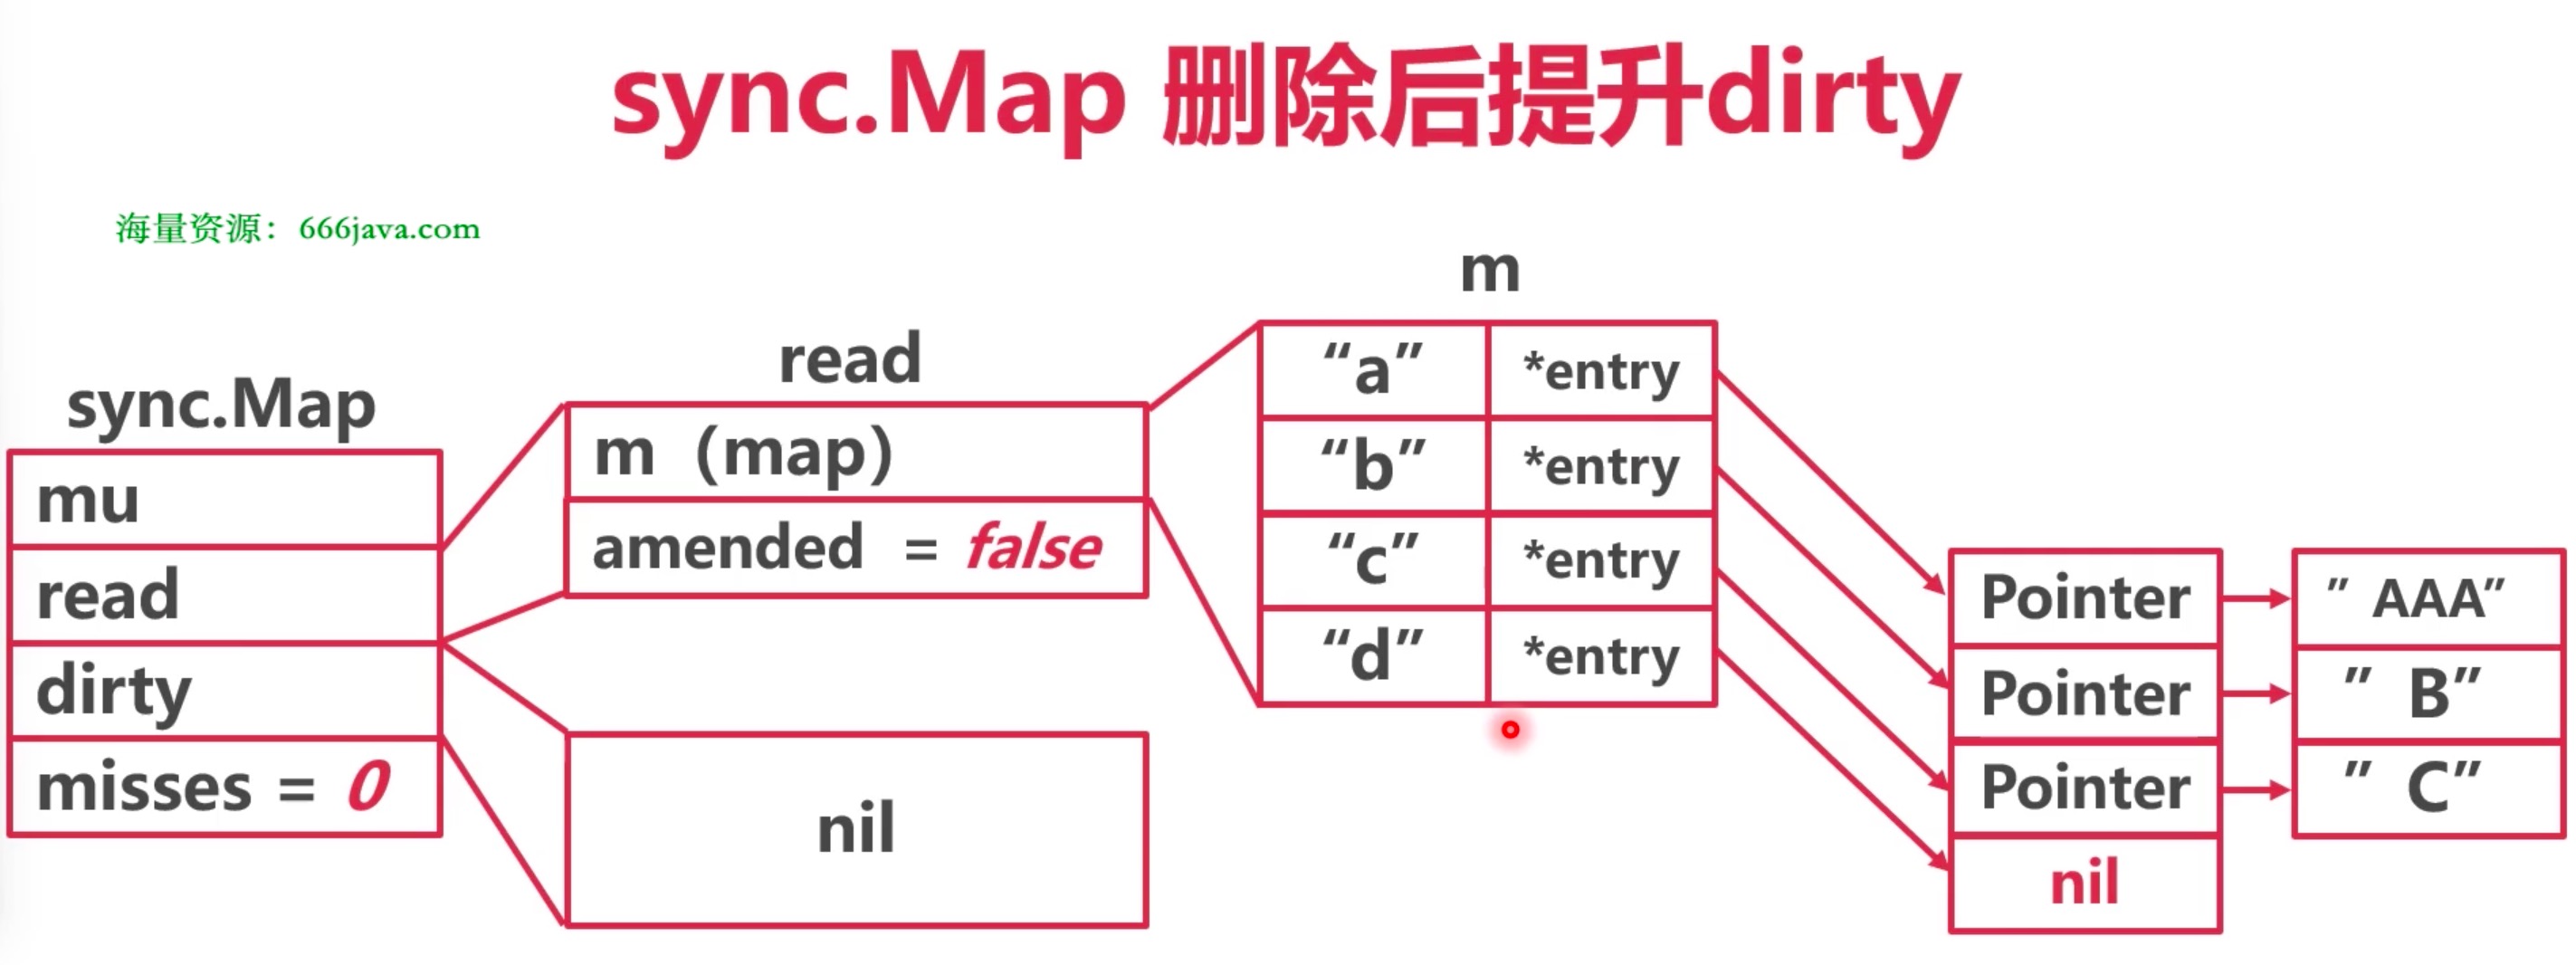 sync.Map 删除后提升dirty
海量资源：666java.com
sync.Map
mu
read
dirty
misses = 0
read
m（map）
amended = false
nil
m
“a” *entry
“b” *entry
“c” *entry
“d” *entry
Pointer ” AAA”
Pointer ” B”
Pointer ” C”
nil